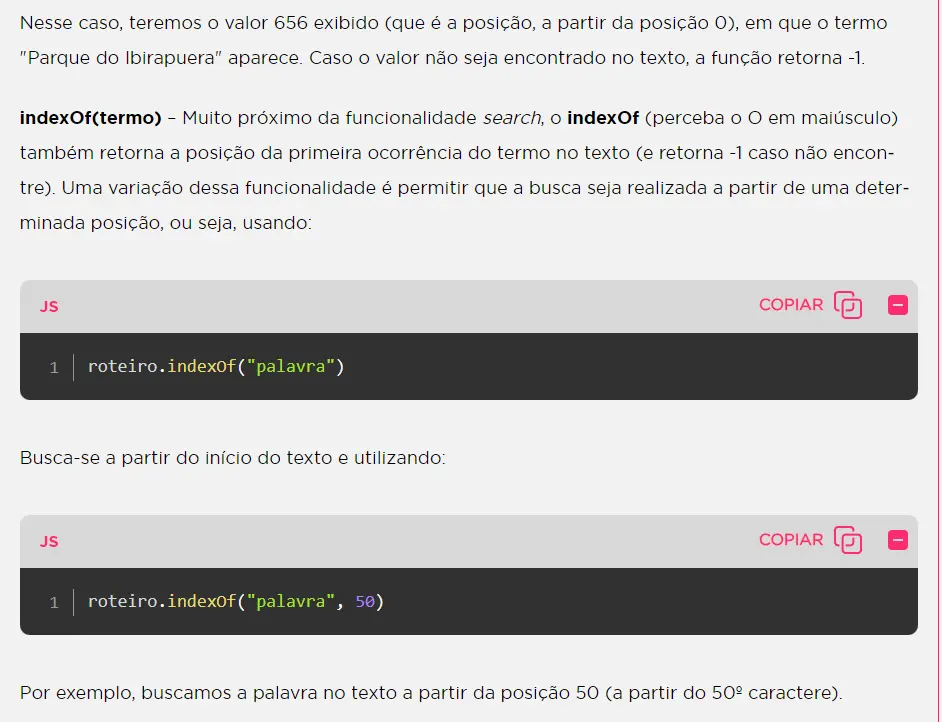 Nesse caso, teremos o valor 656 exibido (que é a posição, a partir da posição 0), em que o termo
"Parque do Ibirapuera" aparece. Caso o valor não seja encontrado no texto, a função retorna -1.
indexOf(termo) – Muito próximo da funcionalidade search, o indexOf (perceba o O em maiúsculo)
também retorna a posição da primeira ocorrência do termo no texto (e retorna -1 caso não encon-
tre). Uma variação dessa funcionalidade é permitir que a busca seja realizada a partir de uma deter-
minada posição, ou seja, usando:
JS COPIAR
1 roteiro.indexOf("palavra")
Busca-se a partir do início do texto e utilizando:
JS COPIAR
1 roteiro.indexOf("palavra", 50)
Por exemplo, buscamos a palavra no texto a partir da posição 50 (a partir do 50º caractere).